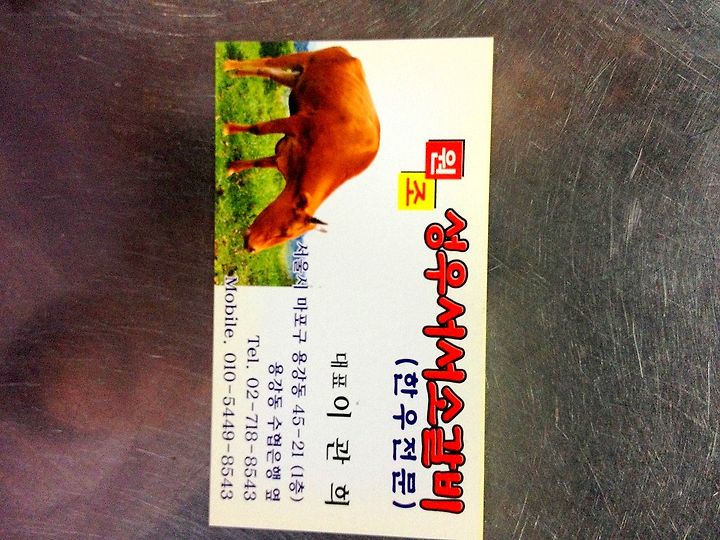 원조
성우서서소갈비
(한우전문)
대표 이 관 희
서울시 마포구 용강동 45-21 (1층)
용강동 수협은행 옆
Tel. 02-718-8543
Mobile. 010-5449-8543